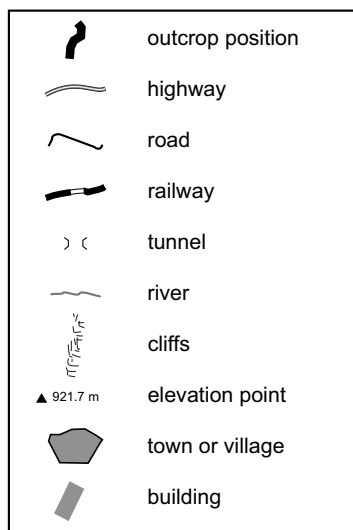 outcrop position
highway
road
railway
tunnel
river
cliffs
▲ 921.7 m elevation point
town or village
building